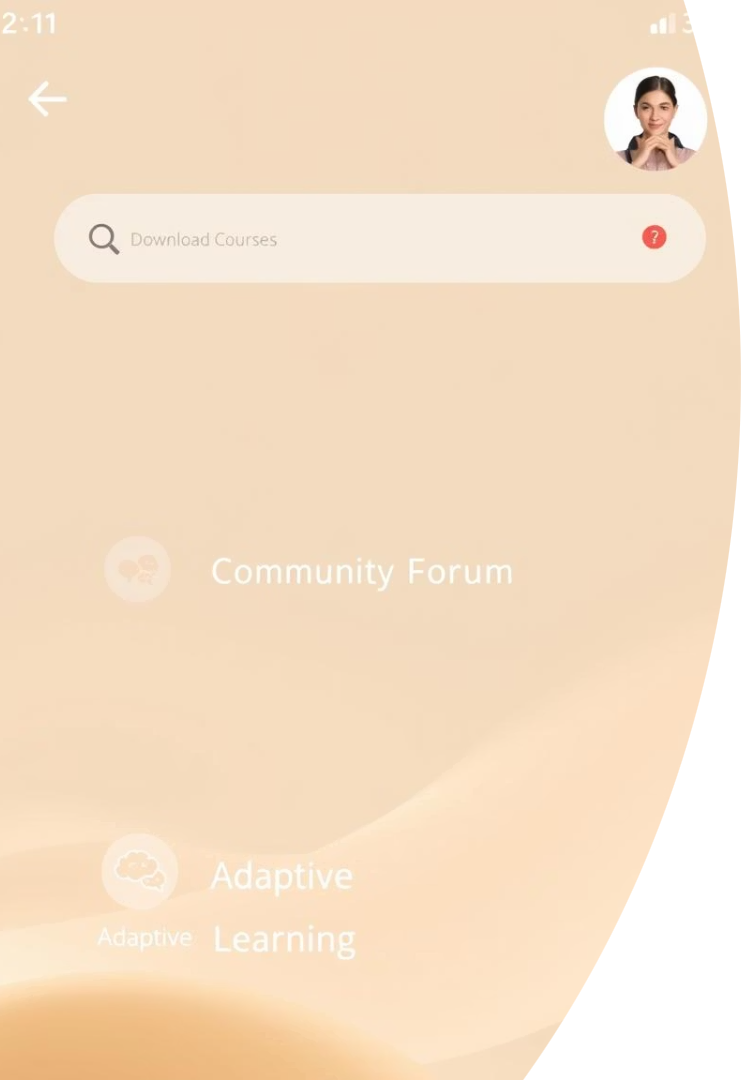 2:11
Download Courses
?
Community Forum
Adaptive
Adaptive Learning